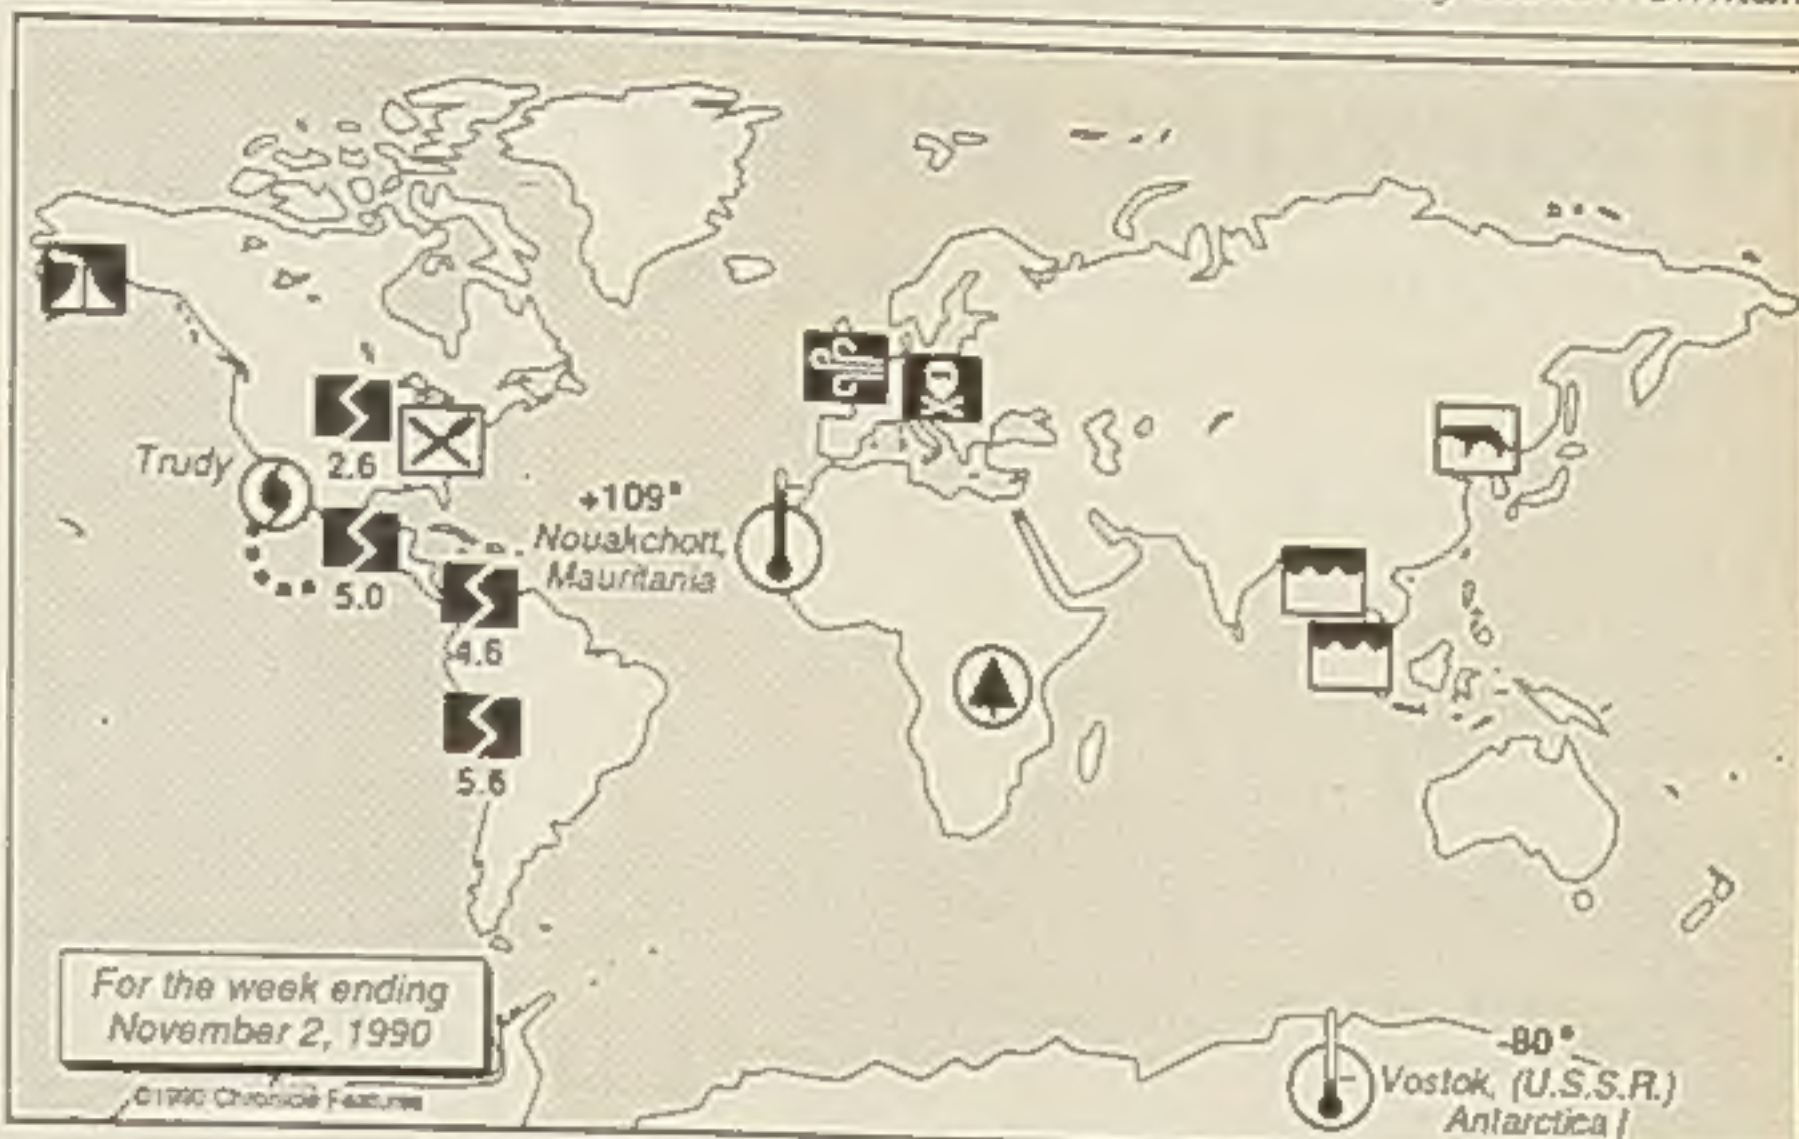 Trudy
2.6
+109°
Nouakchott,
Mauritania
5.0
4.6
5.6
For the week ending
November 2, 1990
©1990 Chronicle Features
-80°
Vostok, (U.S.S.R.)
Antarctica